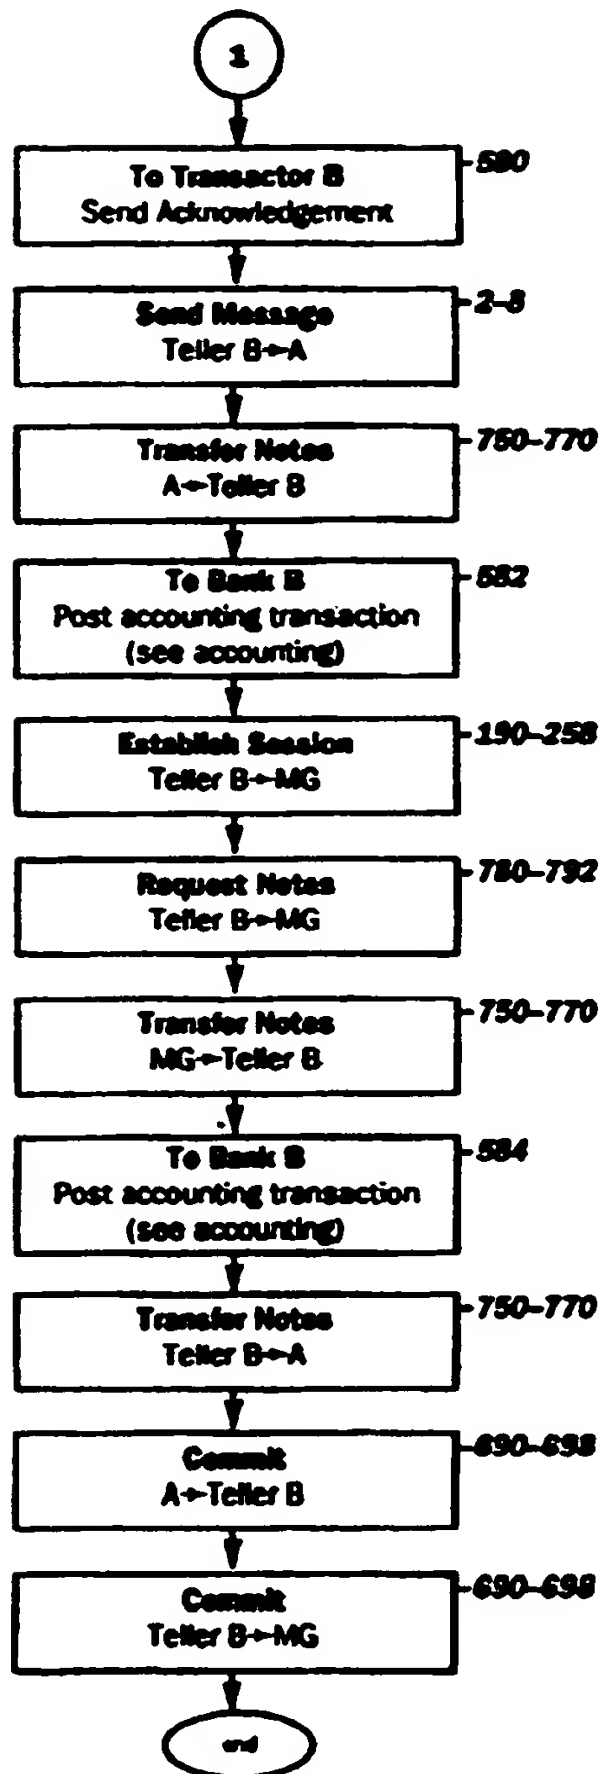 1
To Transactor B
Send Acknowledgement
580
Send Message
Teller B→A
2-8
Transfer Notes
A→Teller B
750-770
To Bank B
Post accounting transaction
(see accounting)
582
Establish Session
Teller B→MG
190-258
Request Notes
Teller B→MG
780-792
Transfer Notes
MG→Teller B
750-770
To Bank B
Post accounting transaction
(see accounting)
584
Transfer Notes
Teller B→A
750-770
Commit
A→Teller B
690-698
Commit
Teller B→MG
690-698
end